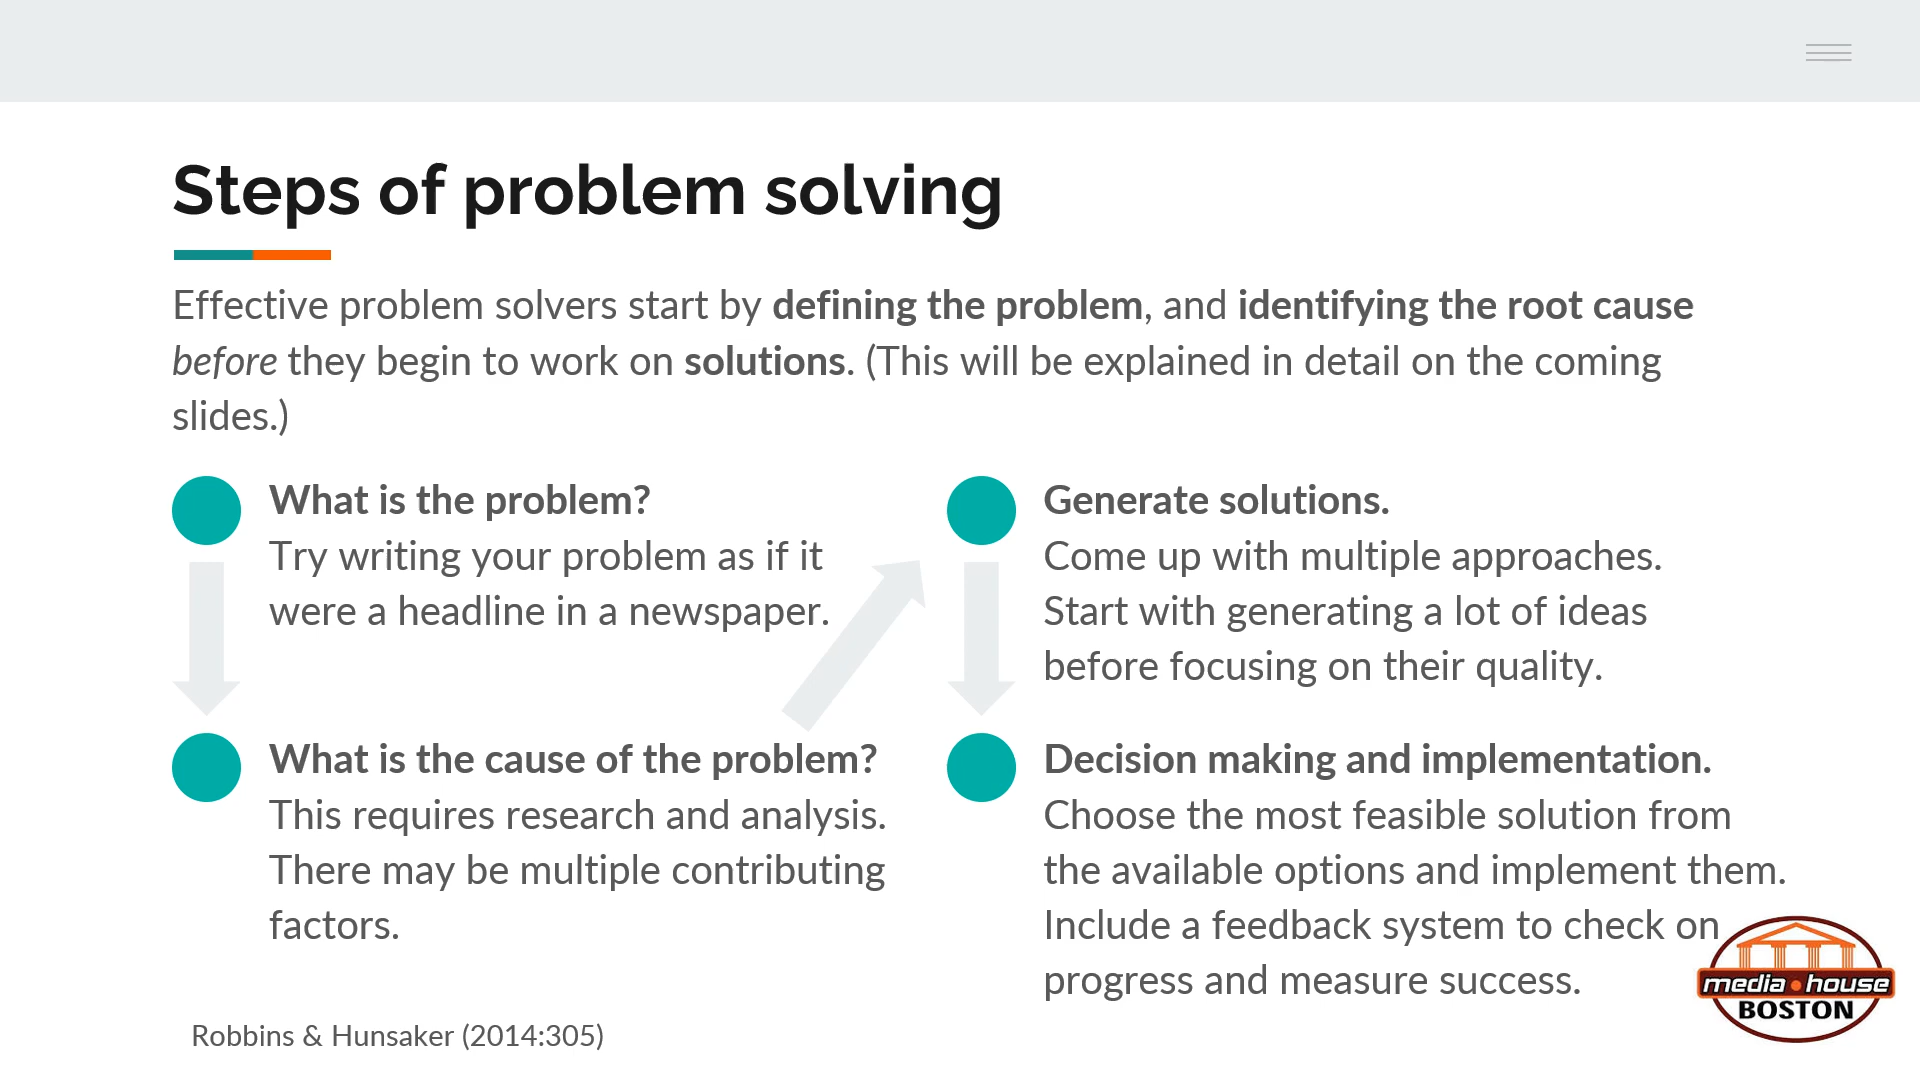 Steps of problem solving
Effective problem solvers start by defining the problem, and identifying the root cause
before they begin to work on solutions. (This will be explained in detail on the coming
slides.)
What is the problem?
Try writing your problem as if it
were a headline in a newspaper.
What is the cause of the problem?
This requires research and analysis.
There may be multiple contributing
factors.
Generate solutions.
Come up with multiple approaches.
Start with generating a lot of ideas
before focusing on their quality.
Decision making and implementation.
Choose the most feasible solution from
the available options and implement them.
Include a feedback system to check on
progress and measure success.
Robbins & Hunsaker (2014:305)
media • house
BOSTON